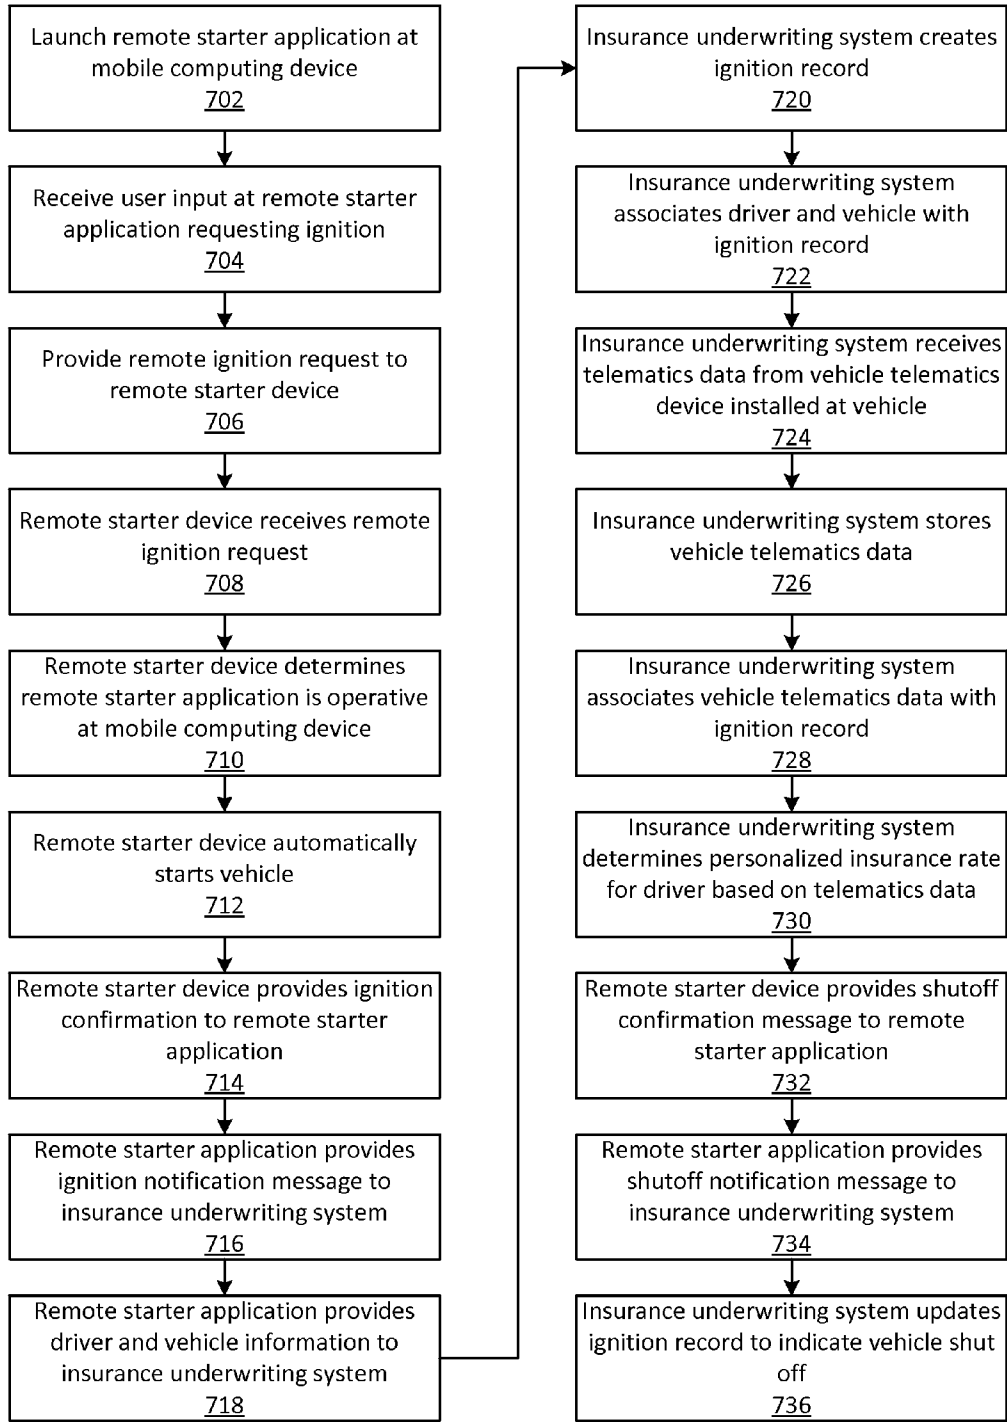 Launch remote starter application at
mobile computing device
702
Receive user input at remote starter
application requesting ignition
704
Provide remote ignition request to
remote starter device
706
Remote starter device receives remote
ignition request
708
Remote starter device determines
remote starter application is operative
at mobile computing device
710
Remote starter device automatically
starts vehicle
712
Remote starter device provides ignition
confirmation to remote starter
application
714
Remote starter application provides
ignition notification message to
insurance underwriting system
716
Remote starter application provides
driver and vehicle information to
insurance underwriting system
718
Insurance underwriting system creates
ignition record
720
Insurance underwriting system
associates driver and vehicle with
ignition record
722
Insurance underwriting system receives
telematics data from vehicle telematics
device installed at vehicle
724
Insurance underwriting system stores
vehicle telematics data
726
Insurance underwriting system
associates vehicle telematics data with
ignition record
728
Insurance underwriting system
determines personalized insurance rate
for driver based on telematics data
730
Remote starter device provides shutoff
confirmation message to remote
starter application
732
Remote starter application provides
shutoff notification message to
insurance underwriting system
734
Insurance underwriting system updates
ignition record to indicate vehicle shut
off
736